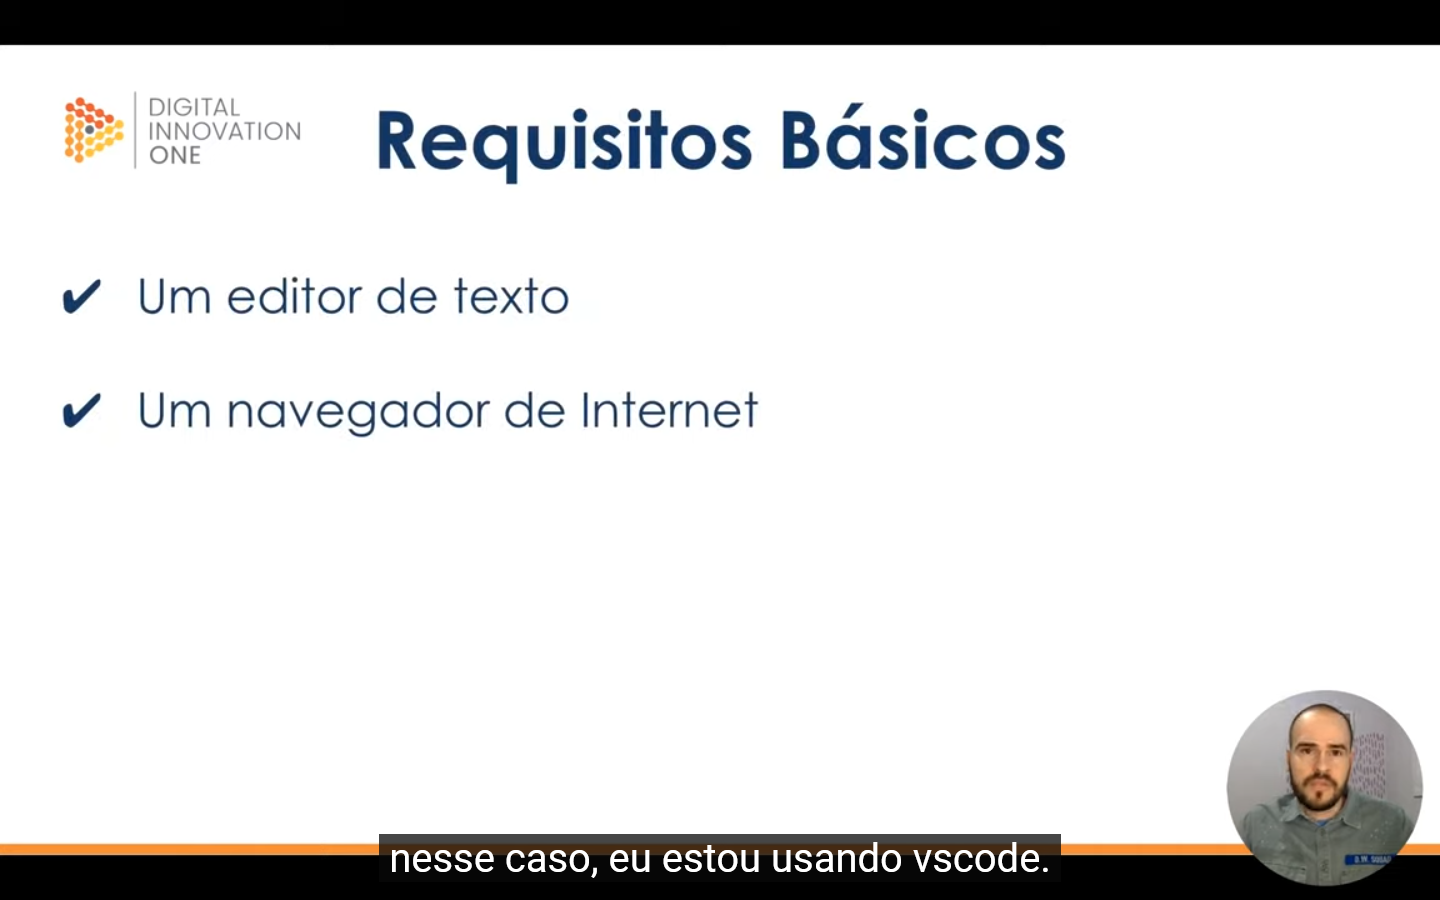 DIGITAL
INNOVATION
ONE
Requisitos Básicos
✔ Um editor de texto
✔ Um navegador de Internet
nesse caso, eu estou usando vscode.